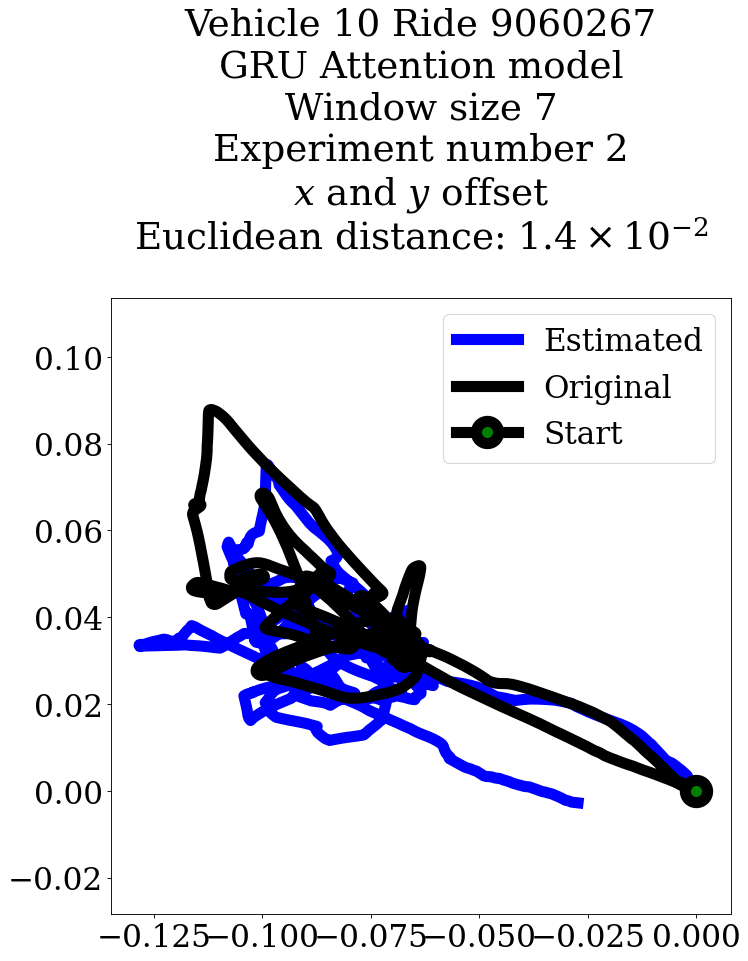 Vehicle 10 Ride 9060267
GRU Attention model
Window size 7
Experiment number 2
x and y offset
Euclidean distance: 1.4 × 10⁻²
Estimated
Original
Start
0.10
0.08
0.06
0.04
0.02
0.00
−0.02
−0.125 −0.100 −0.075 −0.050 −0.025 0.000